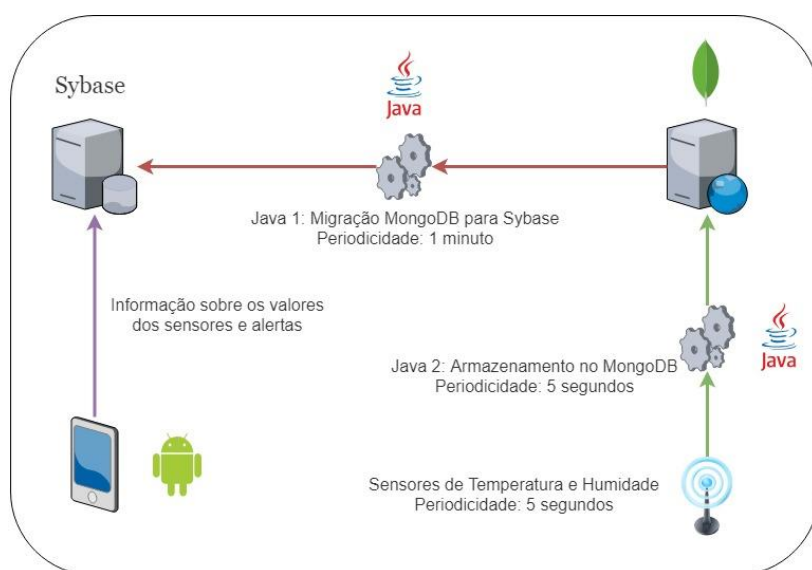 Sybase
Java
Java 1: Migração MongoDB para Sybase
Periodicidade: 1 minuto
Informação sobre os valores
dos sensores e alertas
Java 2: Armazenamento no MongoDB
Periodicidade: 5 segundos
Java
Sensores de Temperatura e Humidade
Periodicidade: 5 segundos